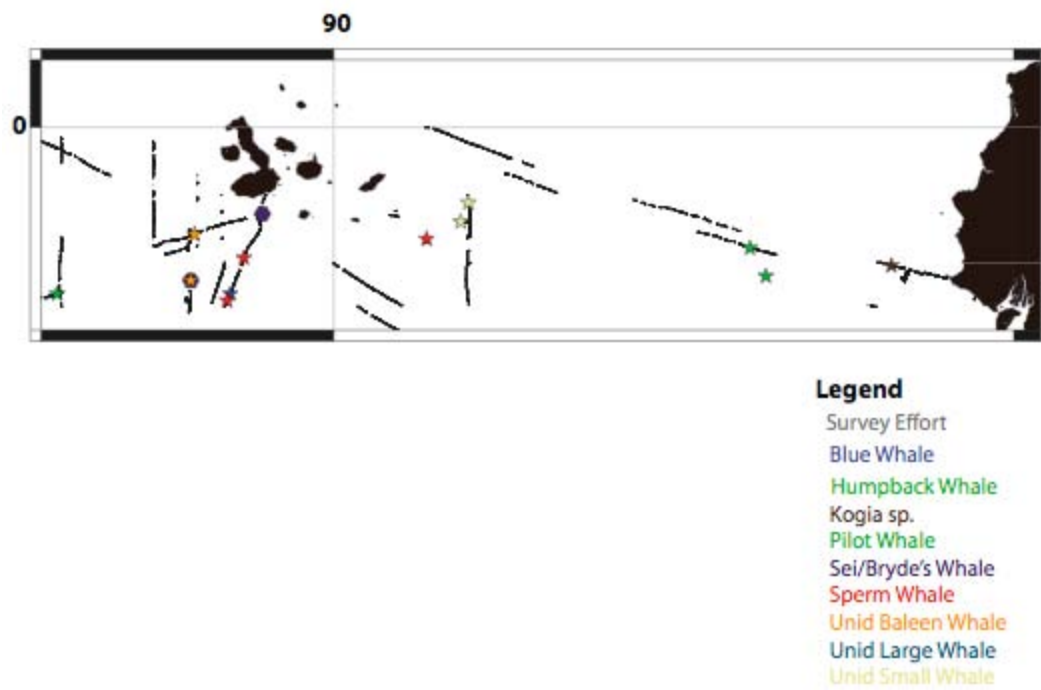 90
0
Legend
Survey Effort
Blue Whale
Humpback Whale
Kogia sp.
Pilot Whale
Sei/Bryde's Whale
Sperm Whale
Unid Baleen Whale
Unid Large Whale
Unid Small Whale